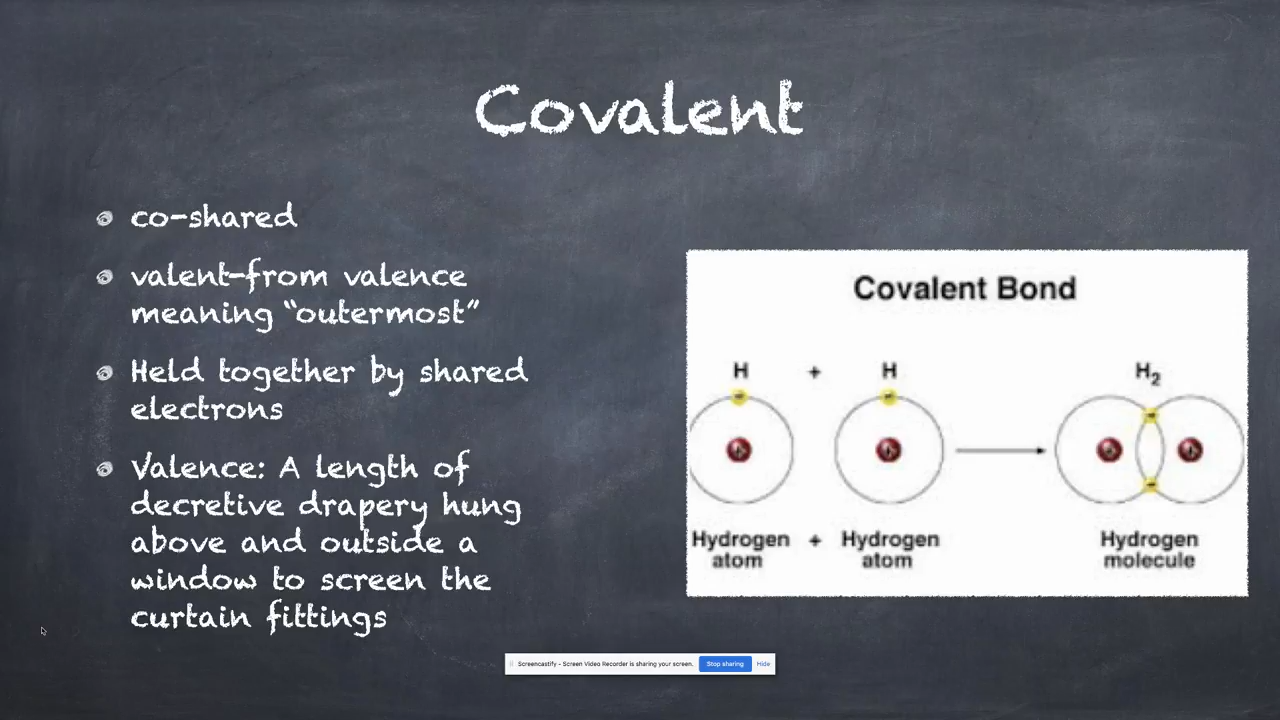 Covalent
co-shared
valent-from valence
meaning “outermost”
Held together by shared
electrons
Valence: A length of
decretive drapery hung
above and outside a
window to screen the
curtain fittings
Covalent Bond
H + H H₂
Hydrogen atom + Hydrogen atom
Hydrogen molecule
Screencastify - Screen Video Recorder is sharing your screen. Stop sharing Hide